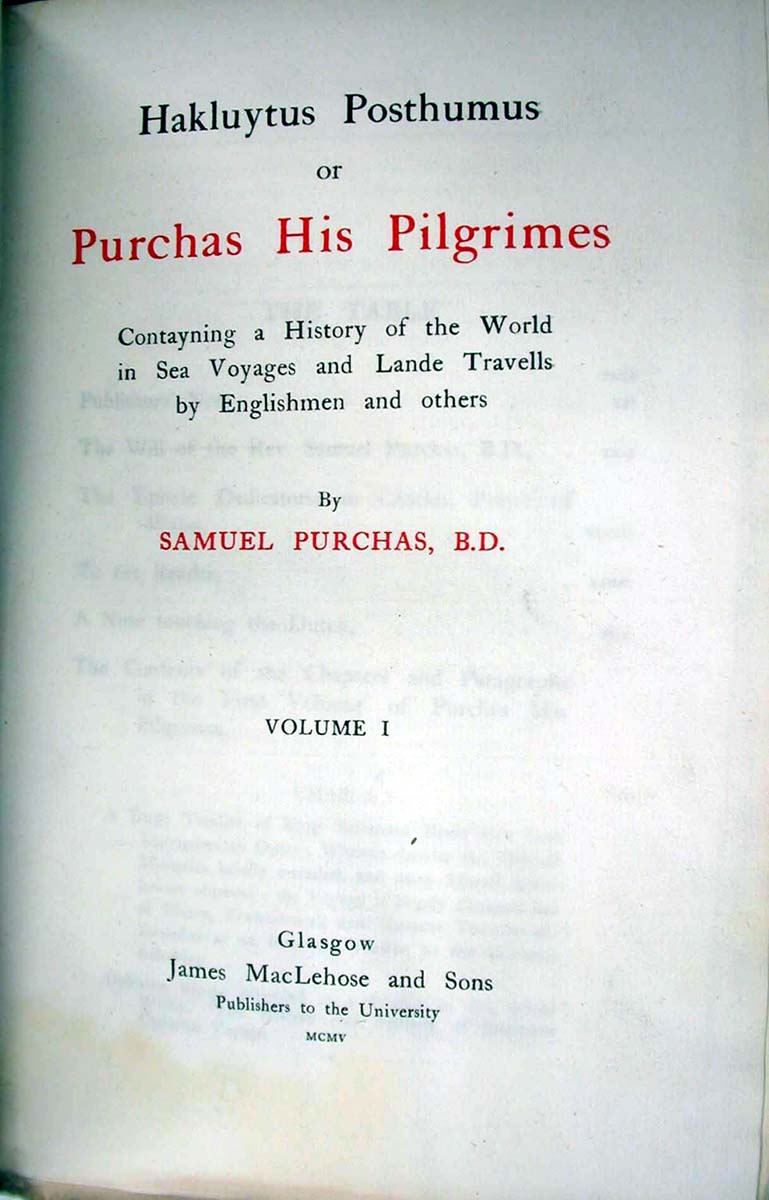 Hakluytus Posthumus
or
Purchas His Pilgrimes
Contayning a History of the World
in Sea Voyages and Lande Travells
by Englishmen and others
By
SAMUEL PURCHAS, B.D.
VOLUME I
Glasgow
James MacLehose and Sons
Publishers to the University
MCMV